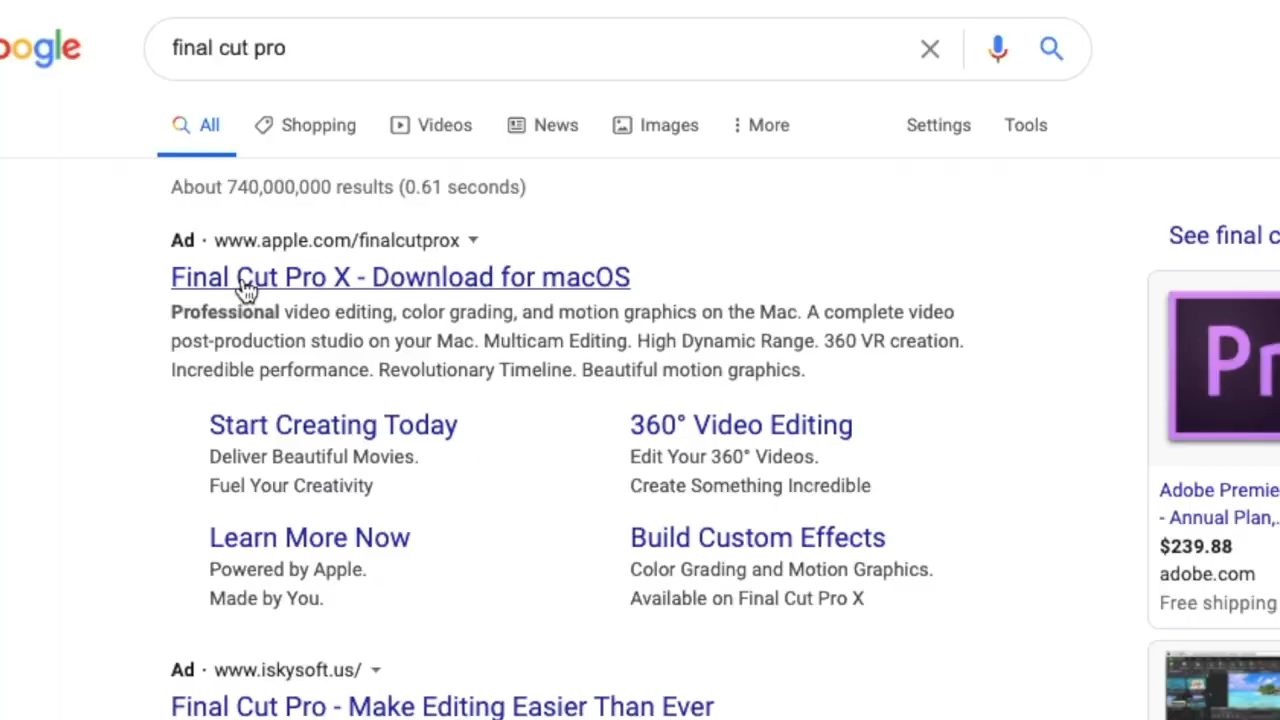 oogle
final cut pro
All Shopping Videos News Images More Settings Tools
About 740,000,000 results (0.61 seconds)
Ad · www.apple.com/finalcutprox
Final Cut Pro X - Download for macOS
Professional video editing, color grading, and motion graphics on the Mac. A complete video
post-production studio on your Mac. Multicam Editing. High Dynamic Range. 360 VR creation.
Incredible performance. Revolutionary Timeline. Beautiful motion graphics.
Start Creating Today
Deliver Beautiful Movies.
Fuel Your Creativity
360° Video Editing
Edit Your 360° Videos.
Create Something Incredible
Learn More Now
Powered by Apple.
Made by You.
Build Custom Effects
Color Grading and Motion Graphics.
Available on Final Cut Pro X
Ad · www.iskysoft.us/
Final Cut Pro - Make Editing Easier Than Ever
See final c
Pr
Adobe Premie
- Annual Plan,..
$239.88
adobe.com
Free shipping